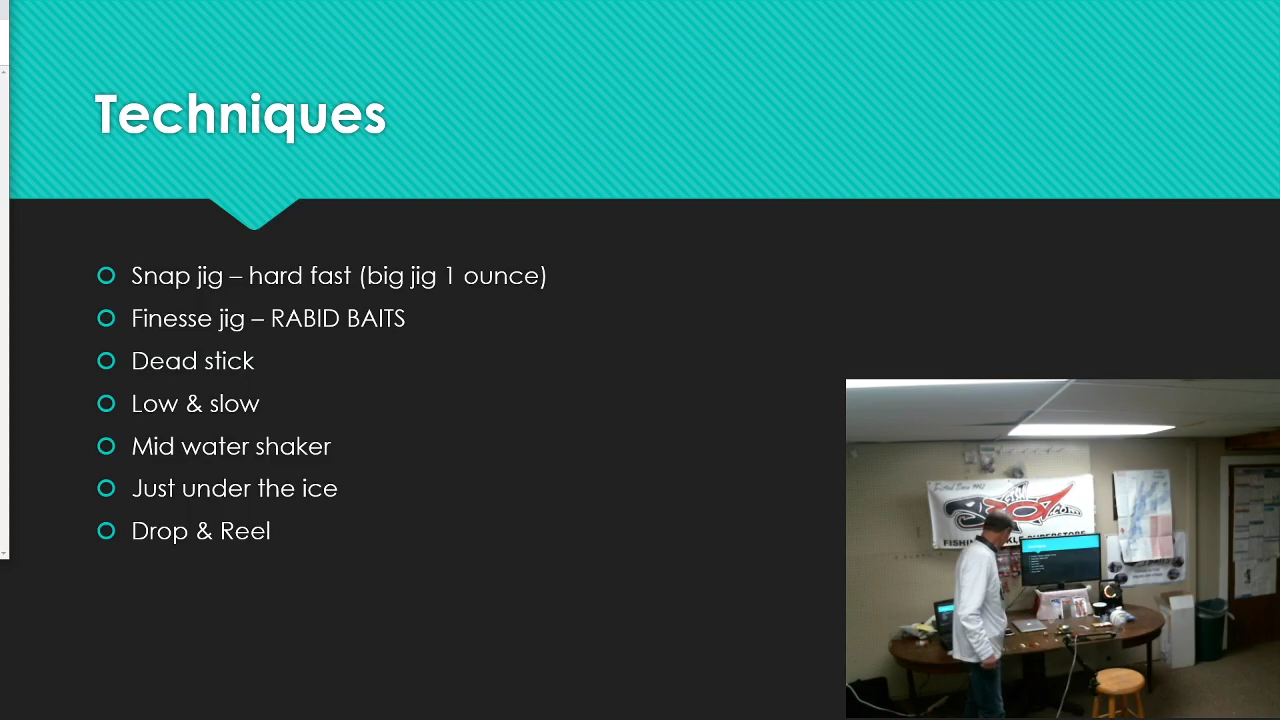 Techniques
Snap jig – hard fast (big jig 1 ounce)
Finesse jig – RABID BAITS
Dead stick
Low & slow
Mid water shaker
Just under the ice
Drop & Reel
.com